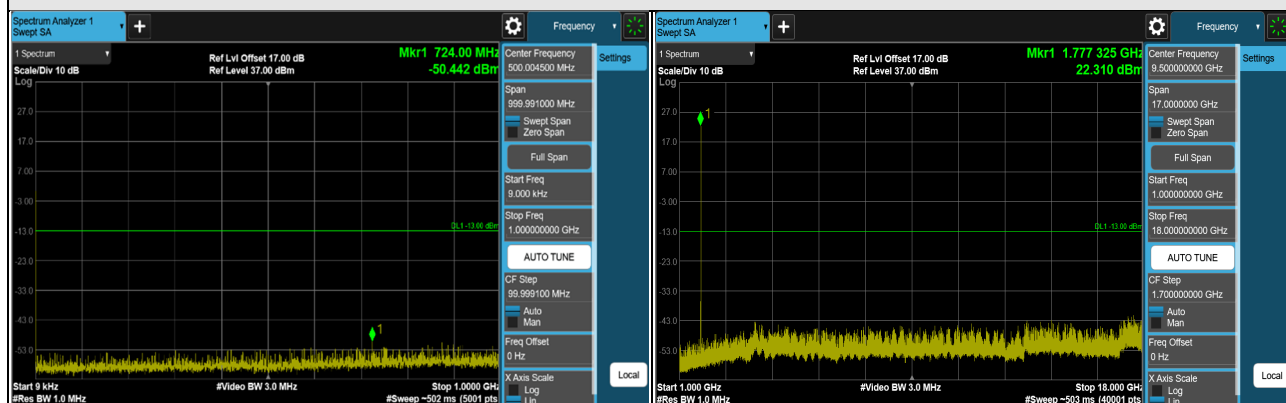 Spectrum Analyzer 1
Swept SA
+
Frequency
1 Spectrum
Ref Lvl Offset 17.00 dB
Mkr1 724.00 MHz
Scale/Div 10 dB
Ref Level 37.00 dBm
-50.442 dBm
Log
27.0
17.0
7.00
-3.00
DL1 -13.00 dBm
-13.0
-23.0
-33.0
-43.0
1
-53.0
Start 9 kHz
#Video BW 3.0 MHz
Stop 1.0000 GHz
#Res BW 1.0 MHz
#Sweep ~502 ms (5001 pts)
Center Frequency
500.004500 MHz
Settings
Span
999.991000 MHz
Swept Span
Zero Span
Full Span
Start Freq
9.000 kHz
Stop Freq
1.000000000 GHz
AUTO TUNE
CF Step
99.999100 MHz
Auto
Man
Freq Offset
0 Hz
X Axis Scale
Log
Lin
Local
Spectrum Analyzer 1
Swept SA
+
Frequency
1 Spectrum
Ref Lvl Offset 17.00 dB
Mkr1 1.777 325 GHz
Scale/Div 10 dB
Ref Level 37.00 dBm
22.310 dBm
Log
27.0
1
17.0
7.00
-3.00
DL1 -13.00 dBm
-13.0
-23.0
-33.0
-43.0
-53.0
Start 1.000 GHz
#Video BW 3.0 MHz
Stop 18.000 GHz
#Res BW 1.0 MHz
#Sweep ~503 ms (40001 pts)
Center Frequency
9.500000000 GHz
Settings
Span
17.0000000 GHz
Swept Span
Zero Span
Full Span
Start Freq
1.000000000 GHz
Stop Freq
18.000000000 GHz
AUTO TUNE
CF Step
1.700000000 GHz
Auto
Man
Freq Offset
0 Hz
X Axis Scale
Log
Lin
Local